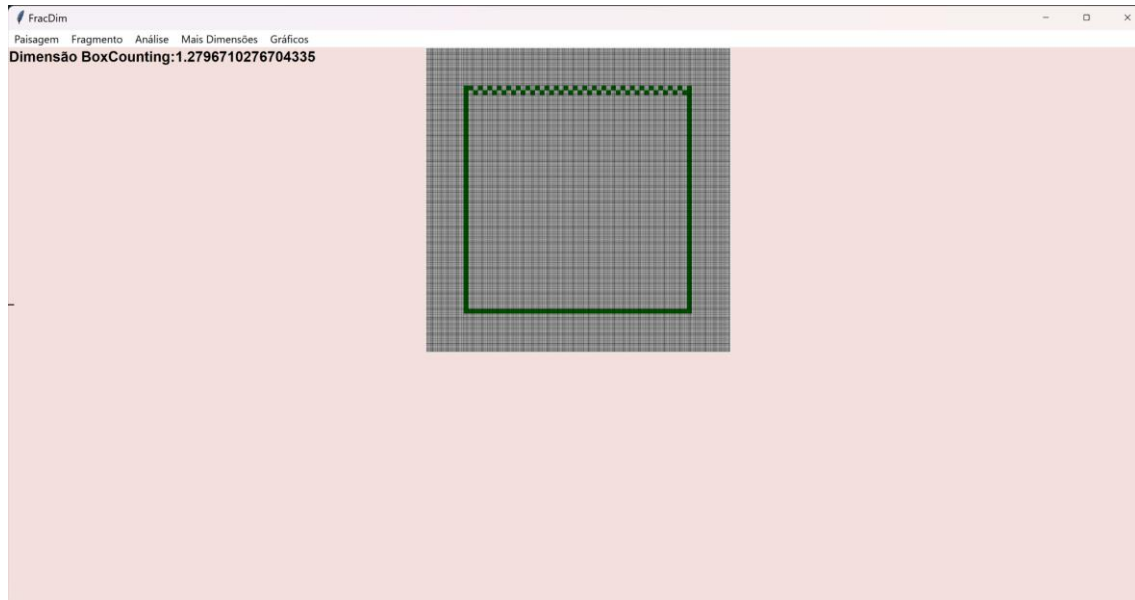 FracDim
Paisagem Fragmento Análise Mais Dimensões Gráficos
Dimensão BoxCounting:1.2796710276704335